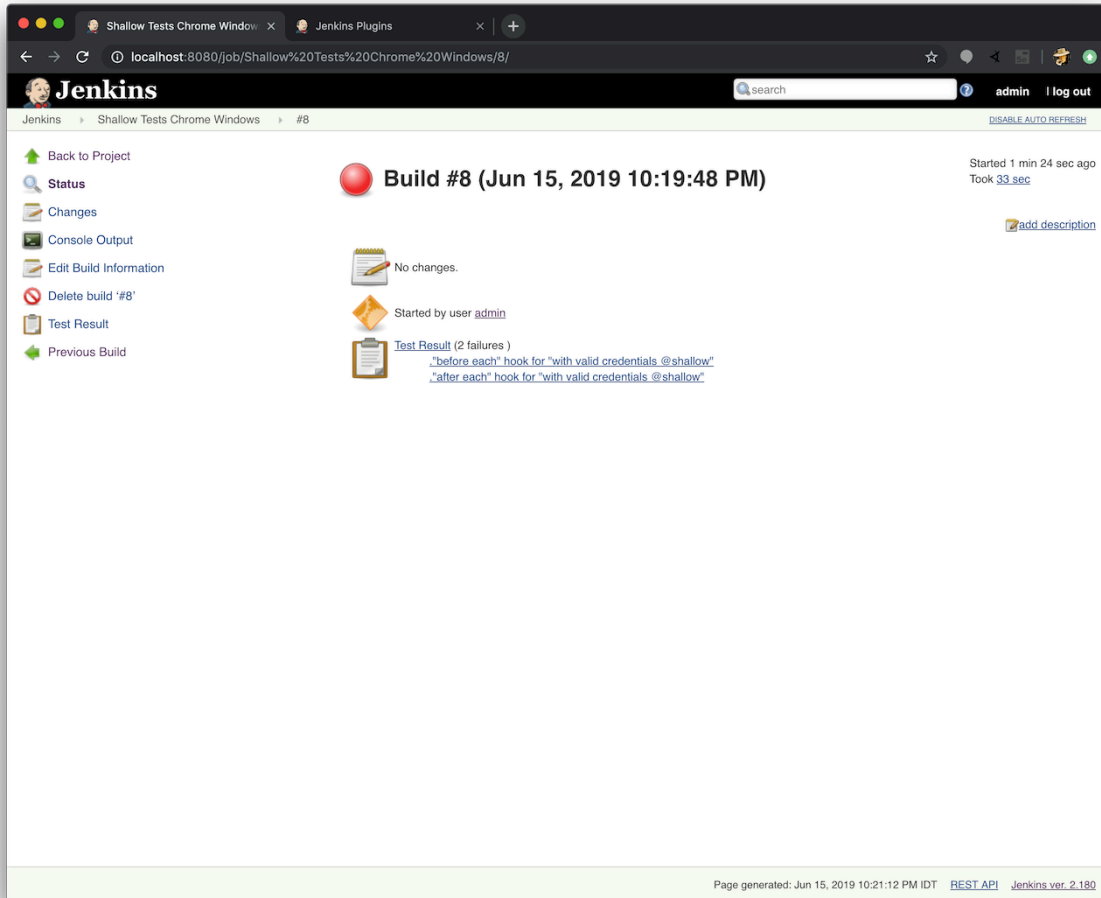 Shallow Tests Chrome Window
Jenkins Plugins
localhost:8080/job/Shallow%20Tests%20Chrome%20Windows/8/
Jenkins
search
admin
| log out
Jenkins
Shallow Tests Chrome Windows
#8
DISABLE AUTO REFRESH
Back to Project
Status
Changes
Console Output
Edit Build Information
Delete build ‘#8’
Test Result
Previous Build
Build #8 (Jun 15, 2019 10:19:48 PM)
Started 1 min 24 sec ago
Took 33 sec
add description
No changes.
Started by user admin
Test Result (2 failures )
."before each" hook for "with valid credentials @shallow"
."after each" hook for "with valid credentials @shallow"
Page generated: Jun 15, 2019 10:21:12 PM IDT
REST API
Jenkins ver. 2.180